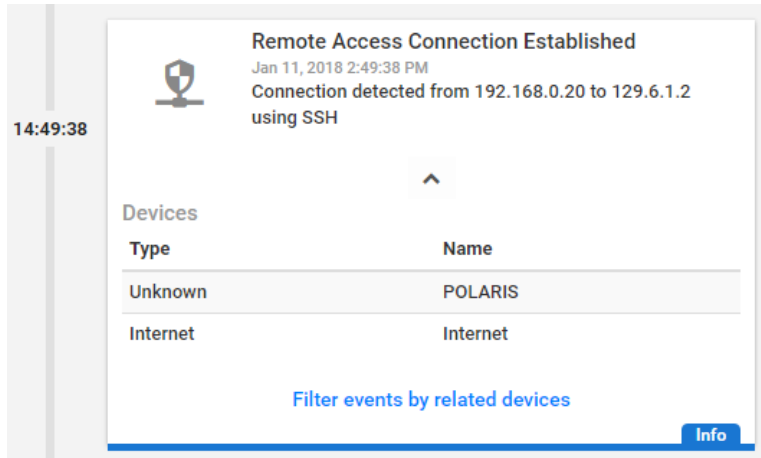 14:49:38
Remote Access Connection Established
Jan 11, 2018 2:49:38 PM
Connection detected from 192.168.0.20 to 129.6.1.2
using SSH
Devices
Type Name
Unknown POLARIS
Internet Internet
Filter events by related devices
Info